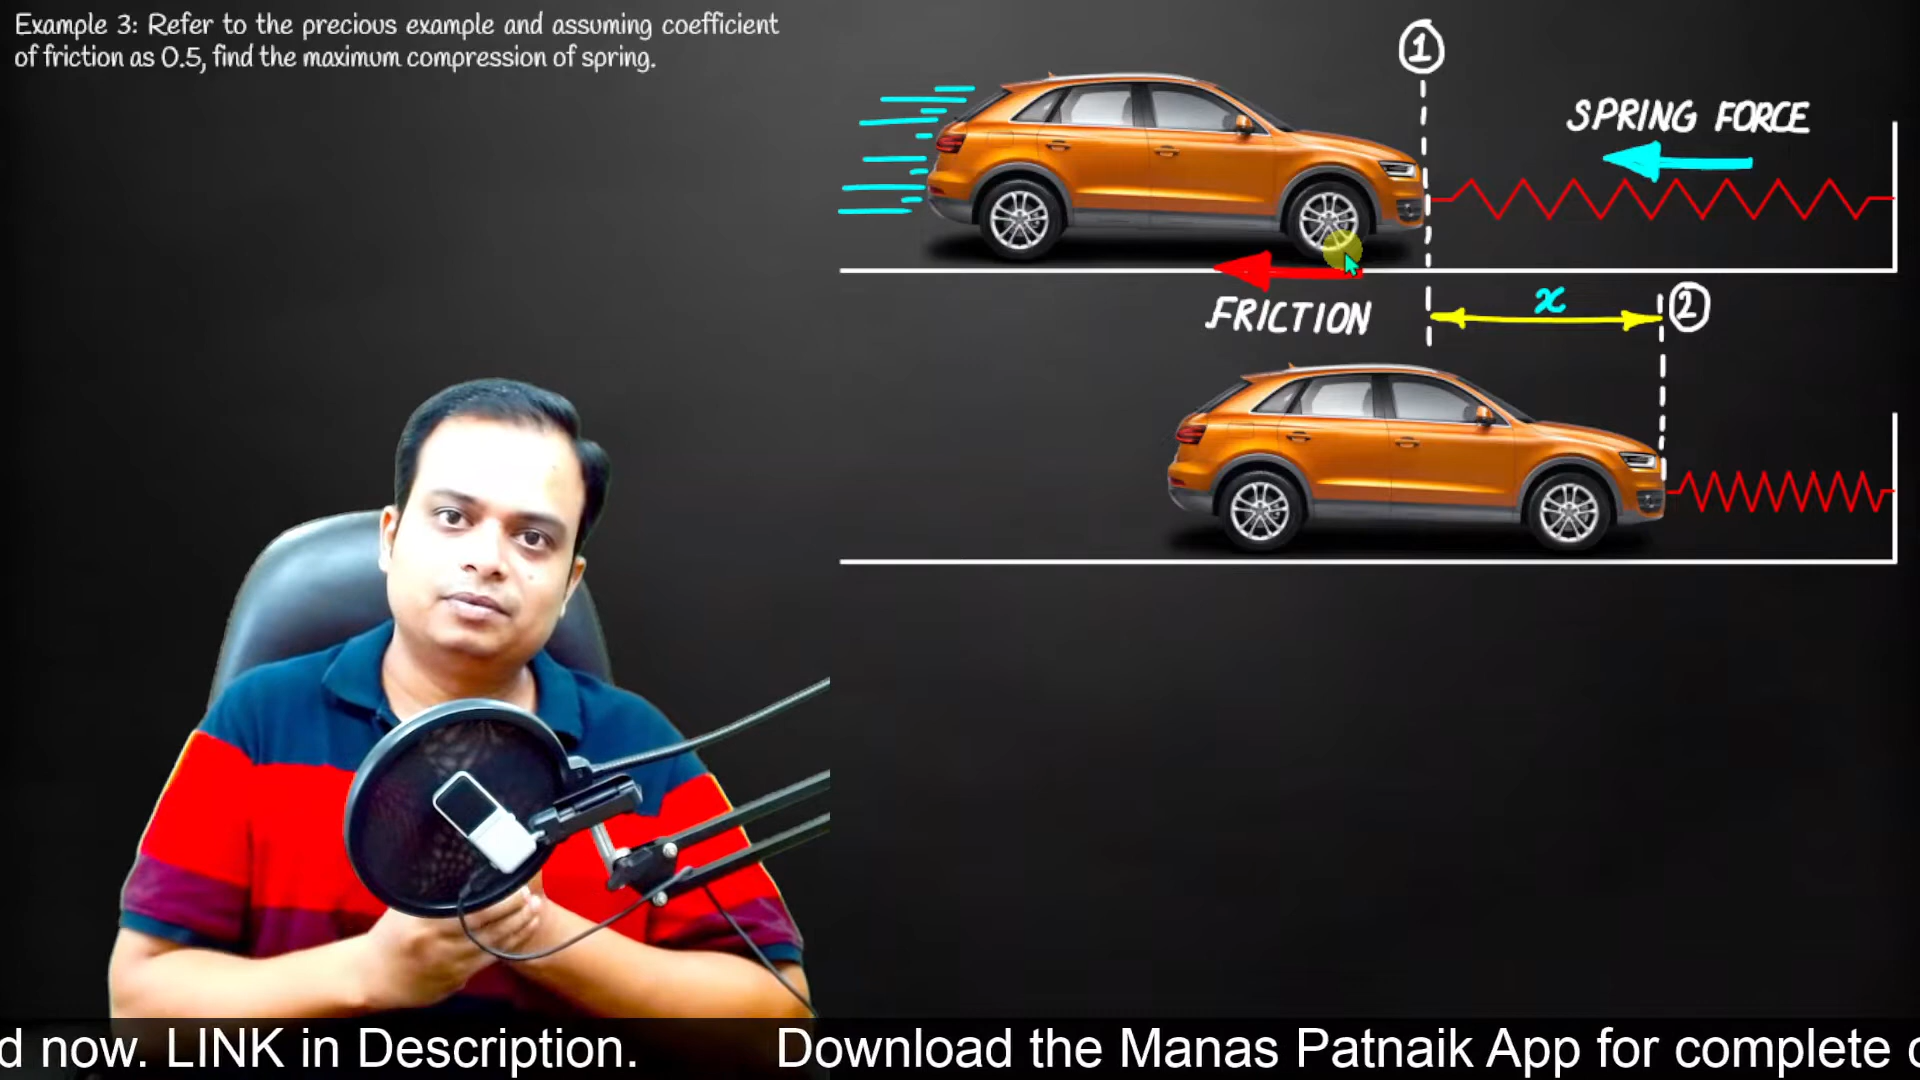 Example 3: Refer to the precious example and assuming coefficient
of friction as 0.5, find the maximum compression of spring.
1
SPRING FORCE
FRICTION
x
2
d now. LINK in Description. Download the Manas Patnaik App for complete c